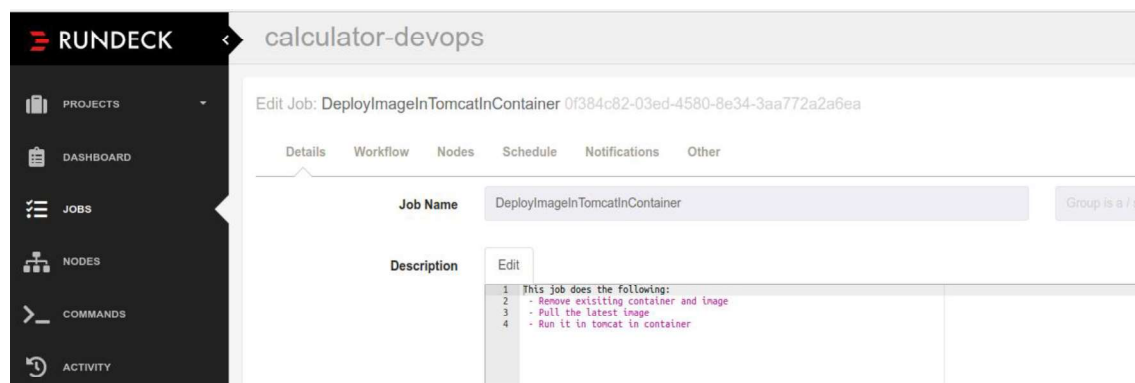 RUNDECK
calculator-devops
PROJECTS
DASHBOARD
JOBS
NODES
COMMANDS
ACTIVITY
Edit Job: DeployImageInTomcatInContainer 0f384c82-03ed-4580-8e34-3aa772a2a6ea
Details Workflow Nodes Schedule Notifications Other
Job Name DeployImageInTomcatInContainer Group is a /
Description Edit
1 This job does the following:
2 - Remove exisiting container and image
3 - Pull the latest image
4 - Run it in tomcat in container